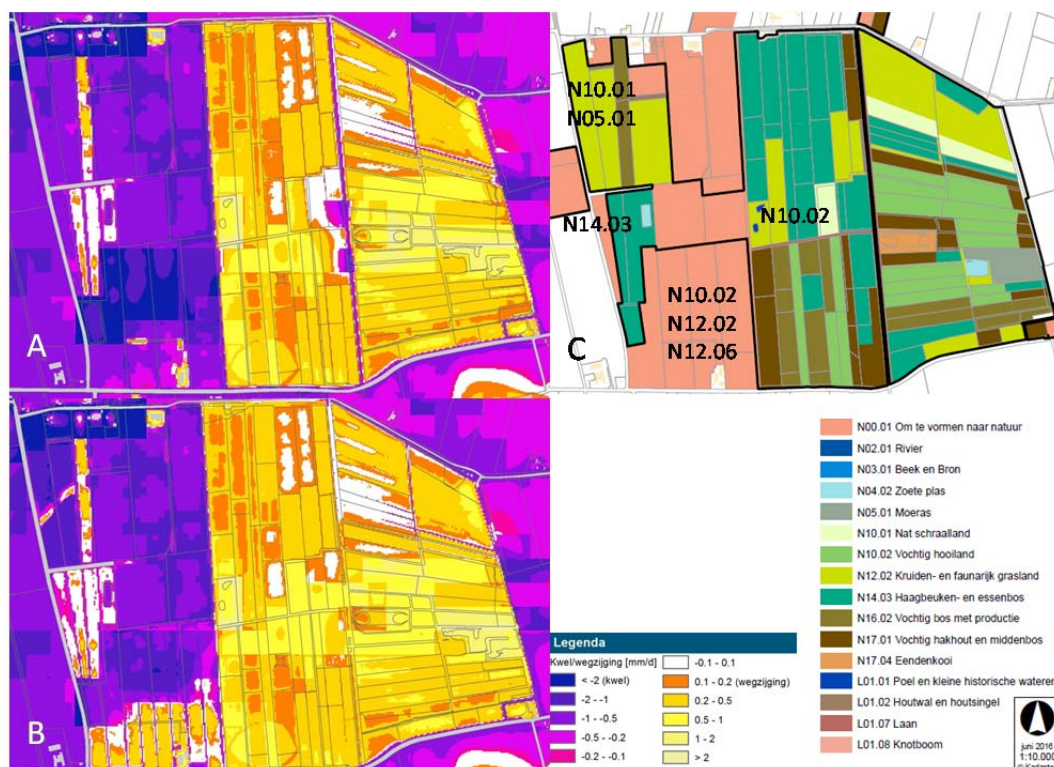 A
B
C
N10.01
N05.01
N14.03
N10.02
N10.02
N12.02
N12.06
Legenda
Kwel/wegzijging [mm/d]
< -2 (kwel)
-2 - -1
-1 - -0.5
-0.5 - -0.2
-0.2 - -0.1
-0.1 - 0.1
0.1 - 0.2 (wegzijging)
0.2 - 0.5
0.5 - 1
1 - 2
> 2
N00.01 Om te vormen naar natuur
N02.01 Rivier
N03.01 Beek en Bron
N04.02 Zoete plas
N05.01 Moeras
N10.01 Nat schraalland
N10.02 Vochtig hooiland
N12.02 Kruiden- en faunarijk grasland
N14.03 Haagbeuken- en essenbos
N16.02 Vochtig bos met productie
N17.01 Vochtig hakhout en middenbos
N17.04 Eendenkooi
L01.01 Poel en kleine historische wateren
L01.02 Houtwal en houtsingel
L01.07 Laan
L01.08 Knotboom
juni 2016
1:10.000
© Kadaster